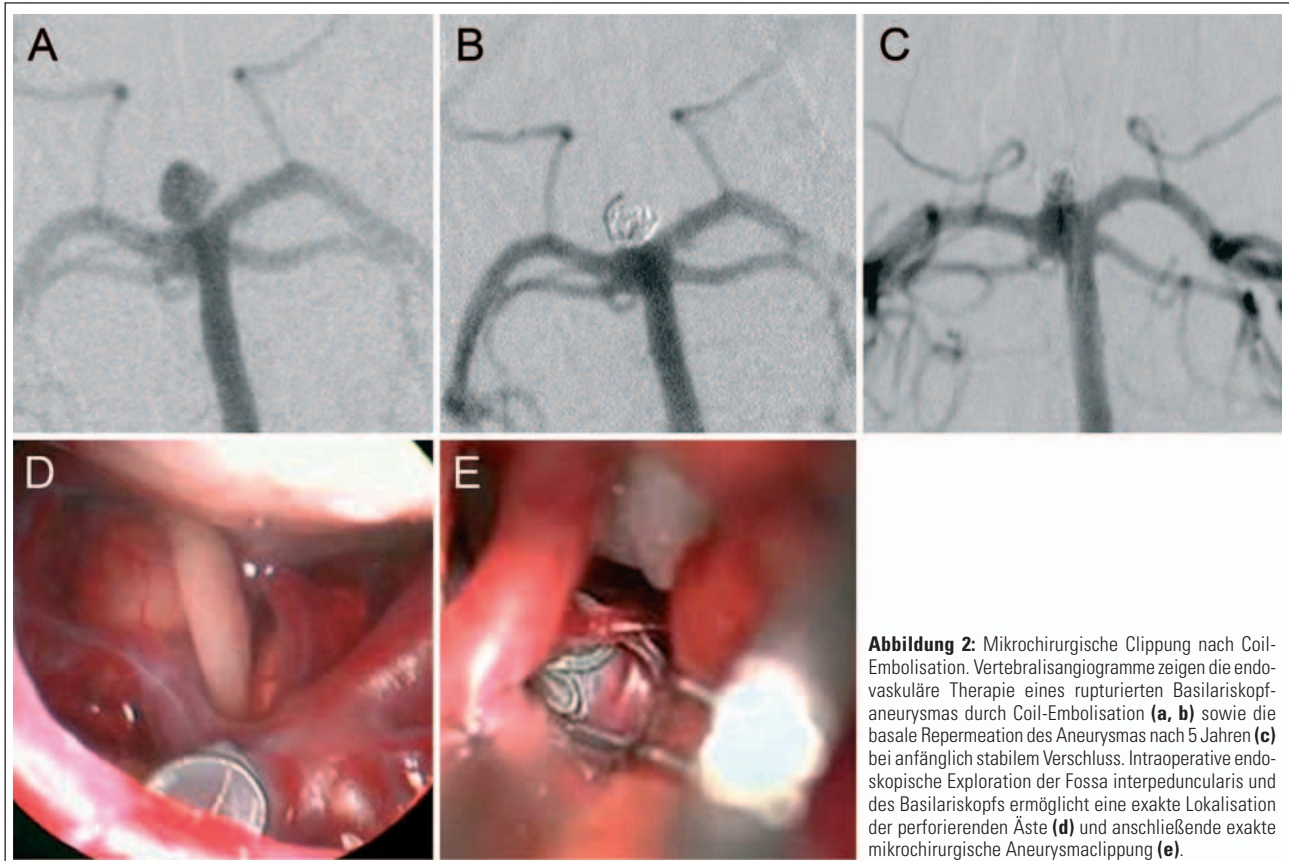 A
B
C
D
E
Abbildung 2: Mikrochirurgische Clippung nach Coil-
Embolisation. Vertebralisangiogramme zeigen die endo-
vaskuläre Therapie eines rupturierten Basilariskopf-
aneurysmas durch Coil-Embolisation (a, b) sowie die
basale Repermeation des Aneurysmas nach 5 Jahren (c)
bei anfänglich stabilem Verschluss. Intraoperative endo-
skopische Exploration der Fossa interpeduncularis und
des Basilariskopfs ermöglicht eine exakte Lokalisation
der perforierenden Äste (d) und anschließende exakte
mikrochirurgische Aneurysmaclippung (e).